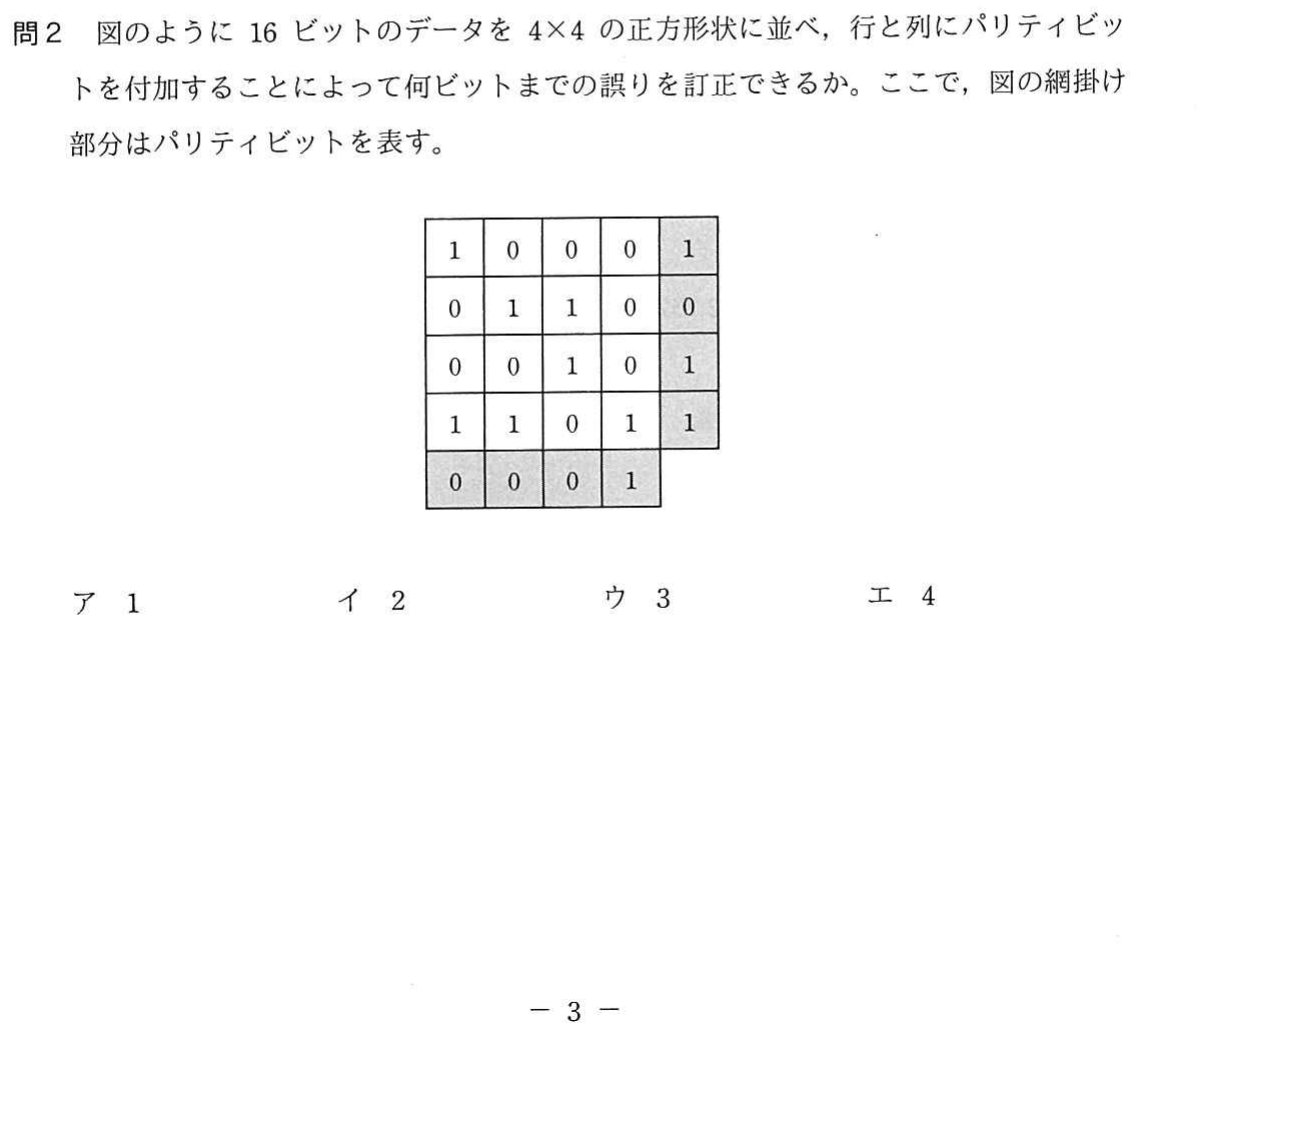 問2 図のように 16 ビットのデータを 4×4 の正方形状に並べ，行と列にパリティビッ
トを付加することによって何ビットまでの誤りを訂正できるか。ここで，図の網掛け
部分はパリティビットを表す。
1 0 0 0 1
0 1 1 0 0
0 0 1 0 1
1 1 0 1 1
0 0 0 1
ア 1 イ 2 ウ 3 エ 4
－ 3 －